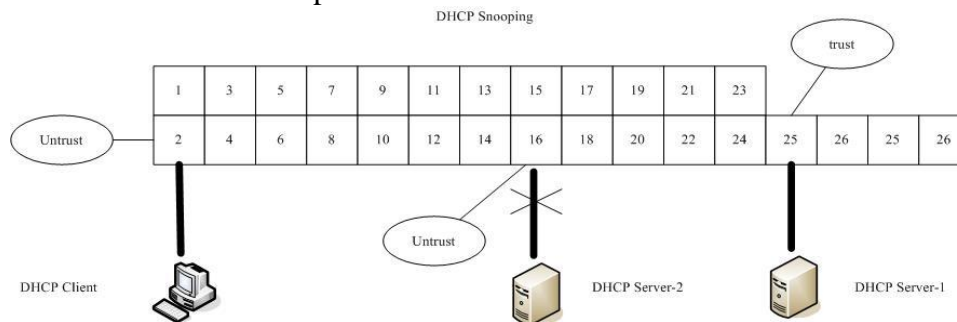 DHCP Snooping
trust
1 3 5 7 9 11 13 15 17 19 21 23
Untrust
2 4 6 8 10 12 14 16 18 20 22 24 25 26 25 26
Untrust
DHCP Client
DHCP Server-2
DHCP Server-1